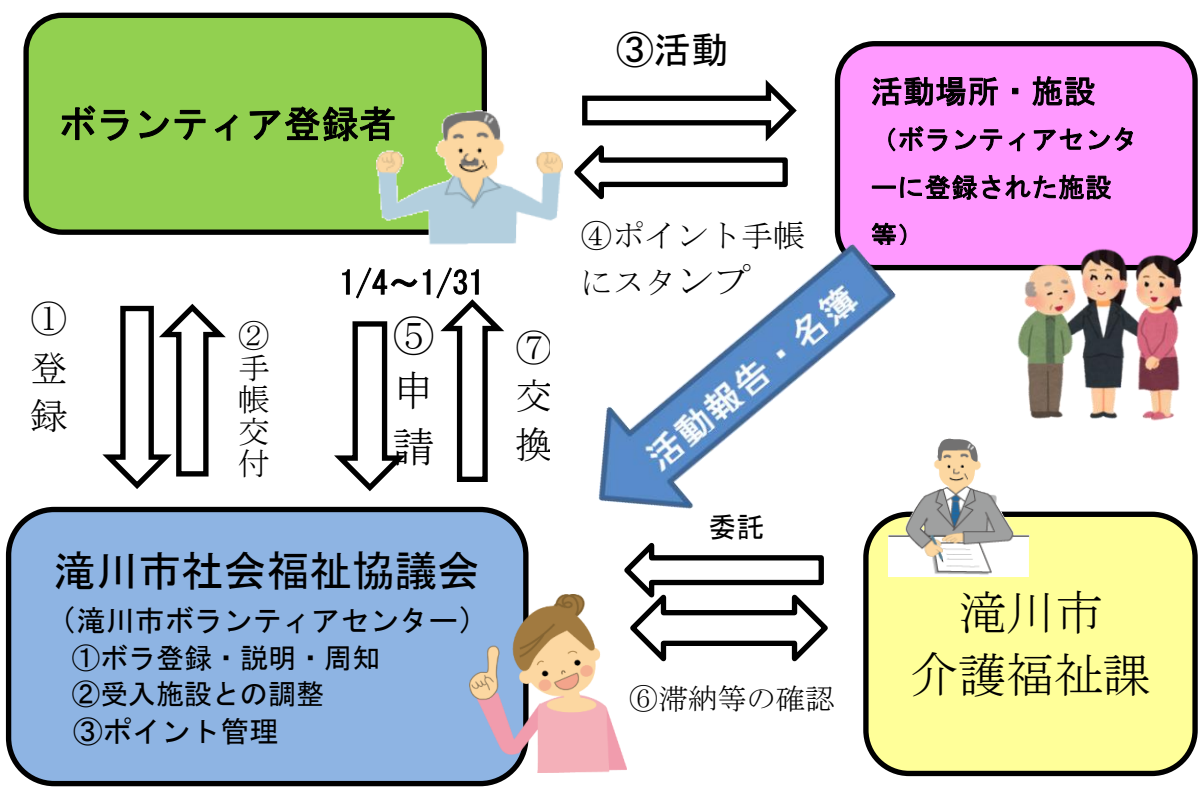 ボランティア登録者
③活動
④ポイント手帳
にスタンプ
活動場所・施設
(ボランティアセンタ
ーに登録された施設
等)
1/4~1/31
①登録
②手帳交付
⑤申請
⑦交換
活動報告・名簿
滝川市社会福祉協議会
(滝川市ボランティアセンター)
①ボラ登録・説明・周知
②受入施設との調整
③ポイント管理
委託
⑥滞納等の確認
滝川市
介護福祉課